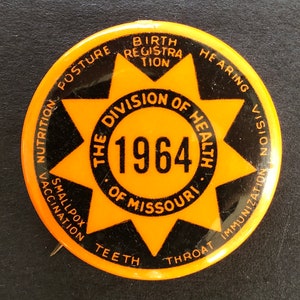 BIRTH
REGISTRA
TION
HEARING
VISION
IMMUNIZATION
THROAT
TEETH
SMALLPOX
VACCINATION
NUTRITION
POSTURE
THE DIVISION OF HEALTH
OF MISSOURI
1964